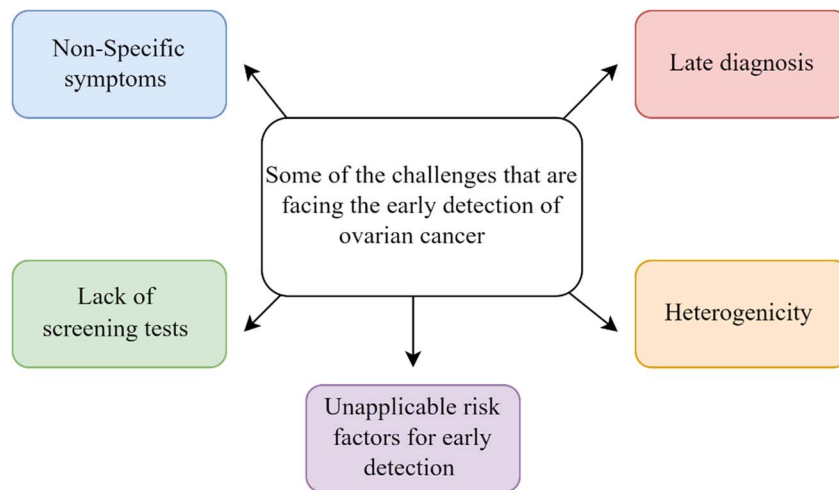 Non-Specific
symptoms
Late diagnosis
Some of the challenges that are
facing the early detection of
ovarian cancer
Lack of
screening tests
Heterogenicity
Unapplicable risk
factors for early
detection